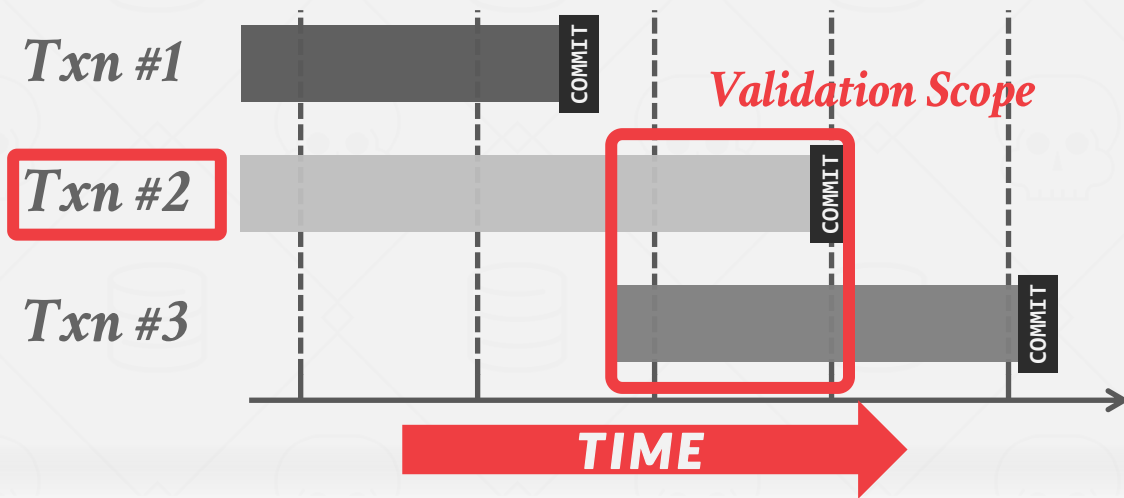 Txn #1
COMMIT
Validation Scope
Txn #2
COMMIT
Txn #3
COMMIT
TIME